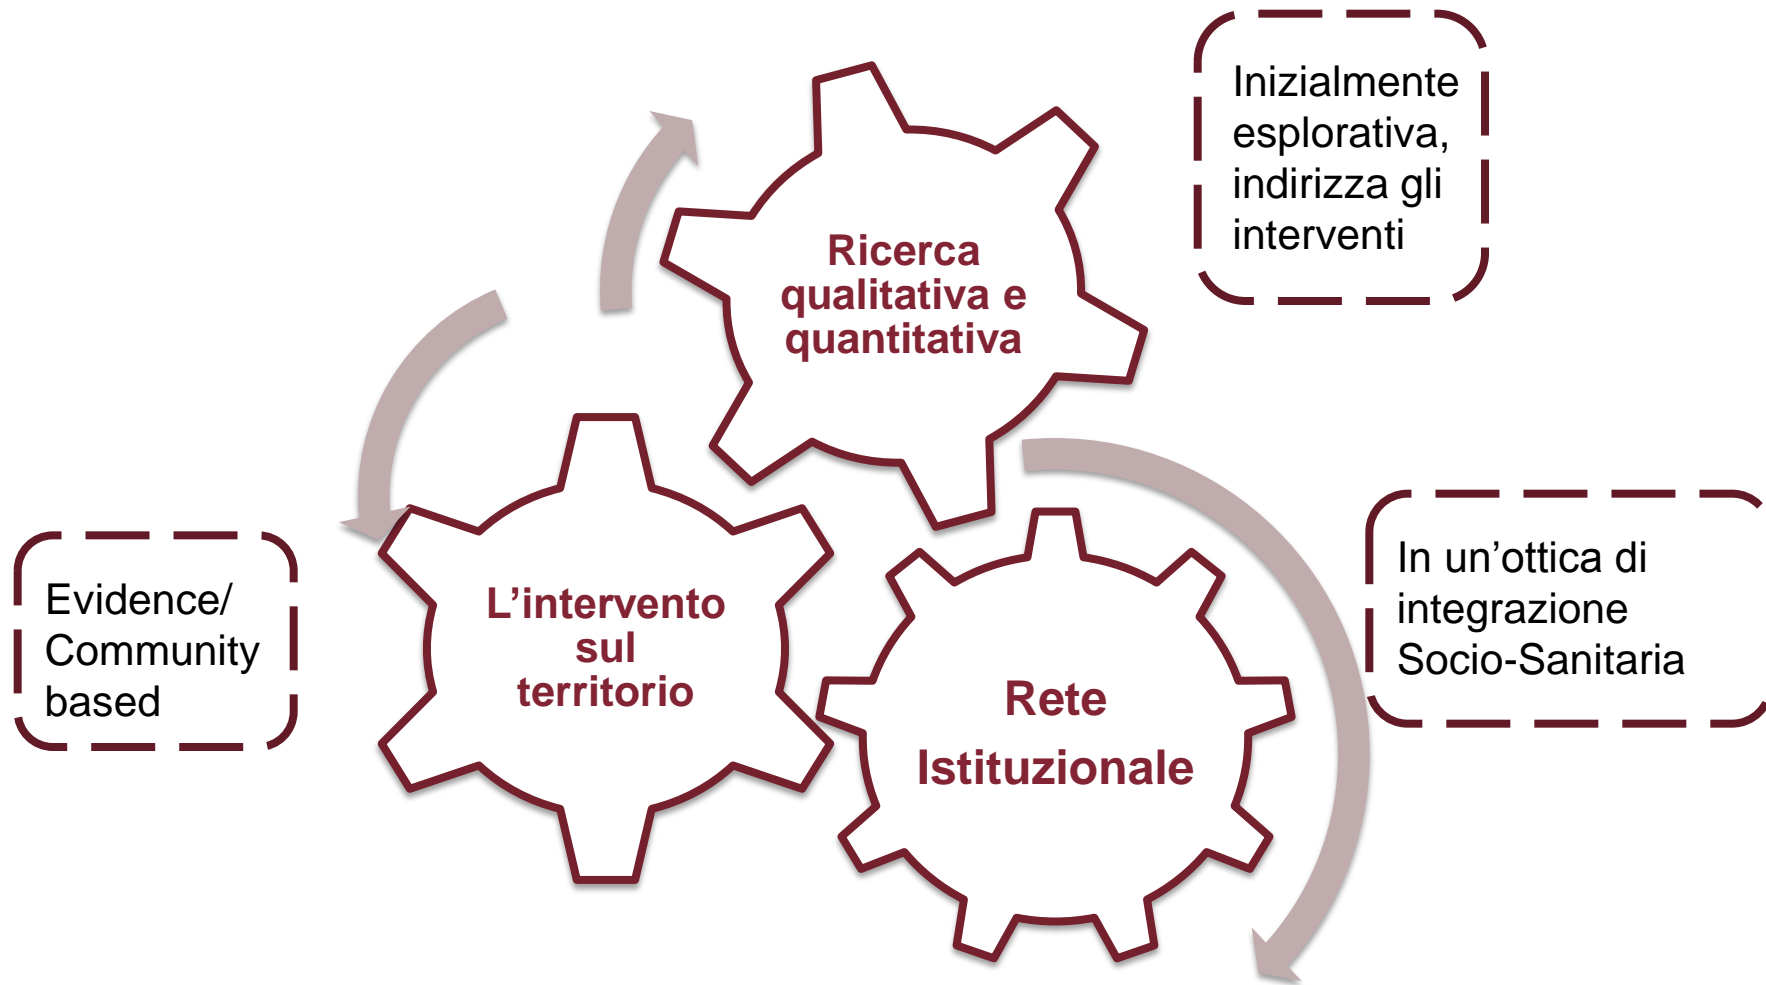 Inizialmente
esplorativa,
indirizza gli
interventi
Ricerca
qualitativa e
quantitativa
Evidence/
Community
based
L’intervento
sul
territorio
Rete
Istituzionale
In un’ottica di
integrazione
Socio-Sanitaria